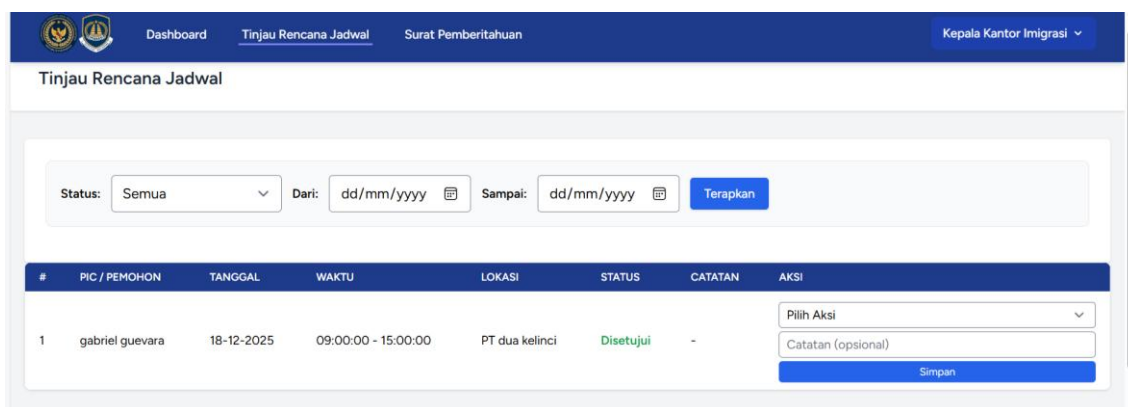 Dashboard Tinjau Rencana Jadwal Surat Pemberitahuan Kepala Kantor Imigrasi
Tinjau Rencana Jadwal
Status: Semua Dari: dd/mm/yyyy Sampai: dd/mm/yyyy Terapkan
# PIC / PEMOHON TANGGAL WAKTU LOKASI STATUS CATATAN AKSI
1 gabriel guevara 18-12-2025 09:00:00 - 15:00:00 PT dua kelinci Disetujui - Pilih Aksi
Catatan (opsional)
Simpan